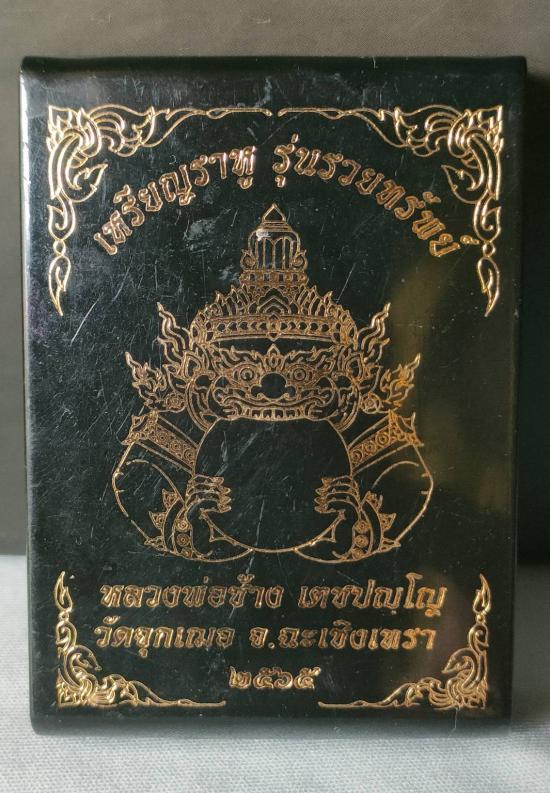 เหรียญราหู รุ่นรวยทรัพย์
หลวงพ่อช้าง เตชปญฺโญ
วัดจุกเฌอ จ.ฉะเชิงเทรา
๒๕๖๕